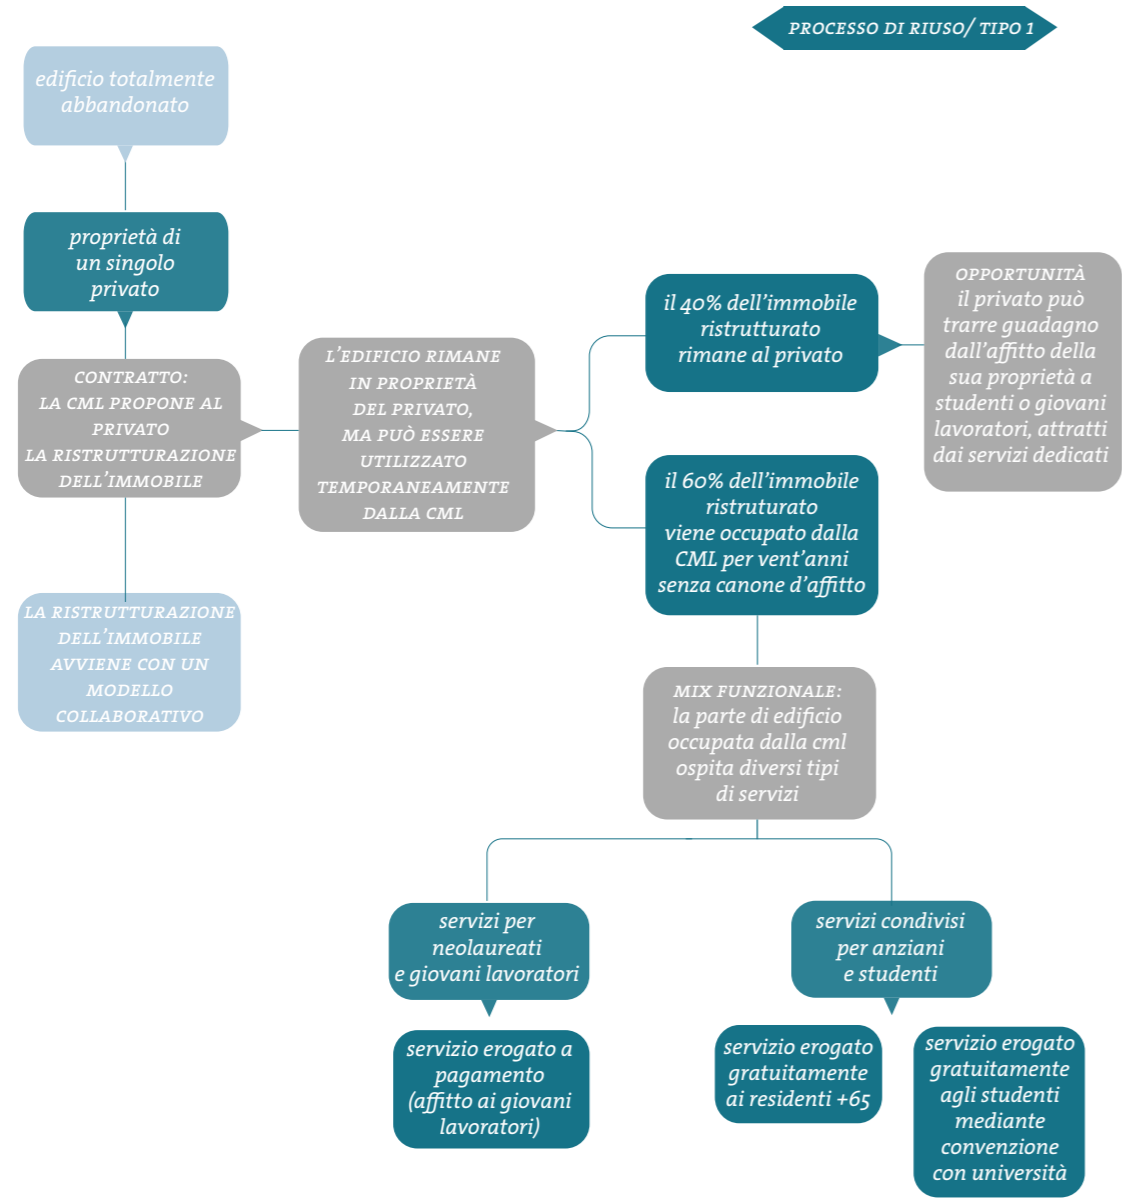 PROCESSO DI RIUSO/ TIPO 1
edificio totalmente
abbandonato
proprietà di
un singolo
privato
CONTRATTO:
LA CML PROPONE AL
PRIVATO
LA RISTRUTTURAZIONE
DELL'IMMOBILE
LA RISTRUTTURAZIONE
DELL'IMMOBILE
AVVIENE CON UN
MODELLO
COLLABORATIVO
L'EDIFICIO RIMANE
IN PROPRIETÀ
DEL PRIVATO,
MA PUÒ ESSERE
UTILIZZATO
TEMPORANEAMENTE
DALLA CML
il 40% dell'immobile
ristrutturato
rimane al privato
OPPORTUNITÀ
il privato può
trarre guadagno
dall'affitto della
sua proprietà a
studenti o giovani
lavoratori, attratti
dai servizi dedicati
il 60% dell'immobile
ristruturato
viene occupato dalla
CML per vent'anni
senza canone d'affitto
MIX FUNZIONALE:
la parte di edificio
occupata dalla cml
ospita diversi tipi
di servizi
servizi per
neolaureati
e giovani lavoratori
servizio erogato a
pagamento
(affitto ai giovani
lavoratori)
servizi condivisi
per anziani
e studenti
servizio erogato
gratuitamente
ai residenti +65
servizio erogato
gratuitamente
agli studenti
mediante
convenzione
con università